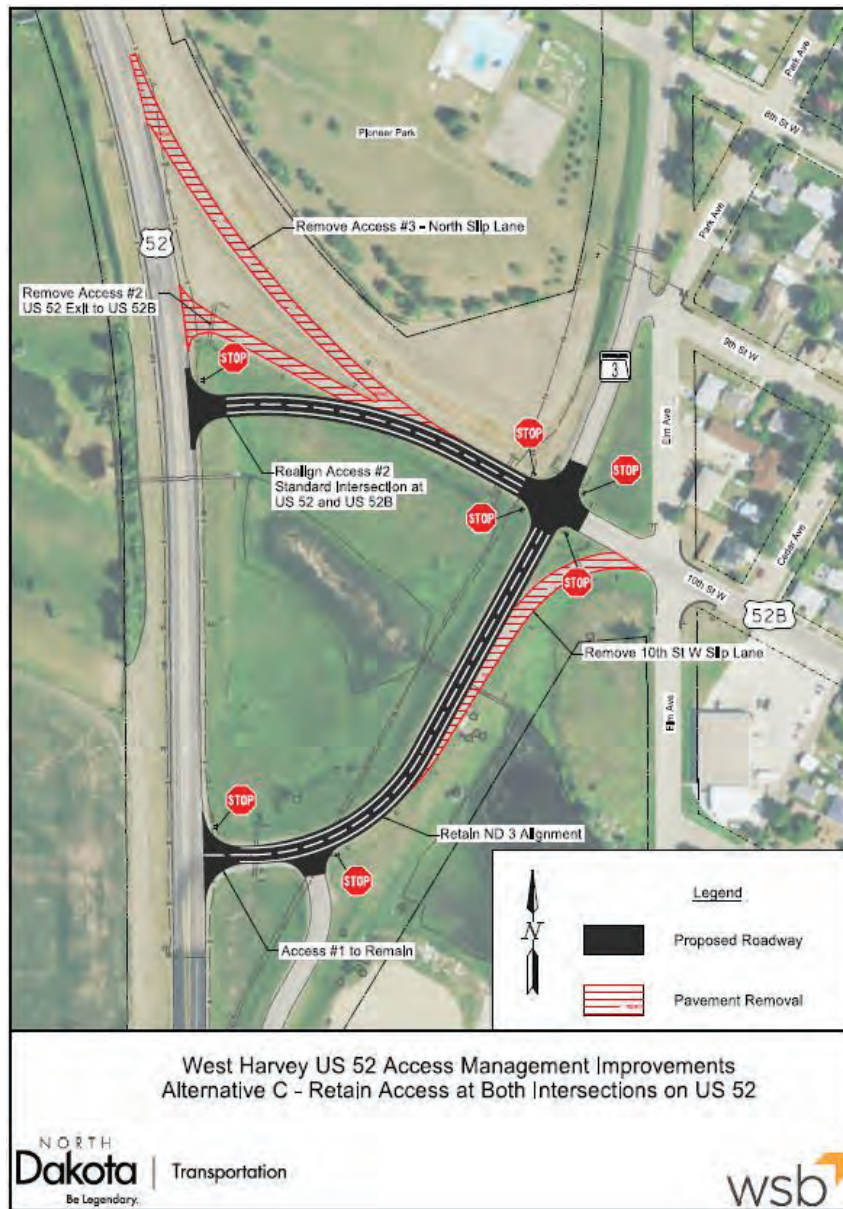 Pioneer Park
Park Ave
8th St W
Park Ave
Remove Access #3 - North Slip Lane
52
Remove Access #2
US 52 Exit to US 52B
STOP
3
9th St W
Elm Ave
STOP
STOP
Realign Access #2
Standard Intersection at
US 52 and US 52B
STOP
Cedar Ave
STOP
10th St W
52B
Remove 10th St W Slip Lane
Elm Ave
STOP
Retain ND 3 Alignment
STOP
Access #1 to Remain
N
Legend
Proposed Roadway
Pavement Removal
West Harvey US 52 Access Management Improvements
Alternative C - Retain Access at Both Intersections on US 52
NORTH
Dakota
Be Legendary.
Transportation
wsb